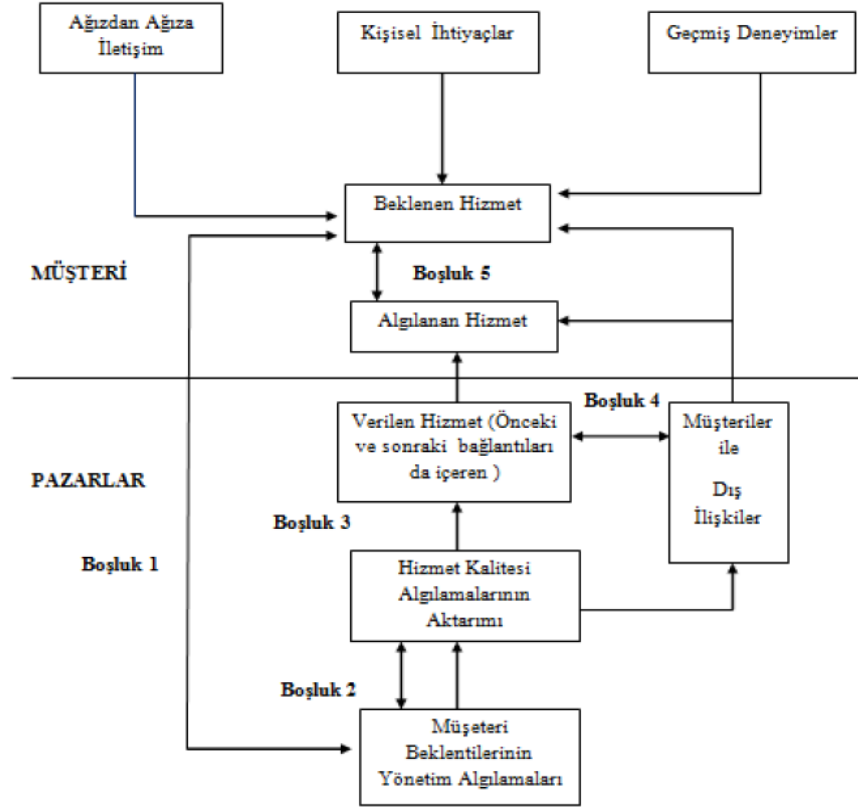 Ağızdan Ağıza
İletişim
Kişisel İhtiyaçlar
Geçmiş Deneyimler
Beklenen Hizmet
MÜŞTERİ
Boşluk 5
Algılanan Hizmet
Boşluk 4
Verilen Hizmet (Önceki
ve sonraki bağlantıları
da içeren )
Müşteriler
ile
Dış
İlişkiler
PAZARLAR
Boşluk 3
Boşluk 1
Hizmet Kalitesi
Algılamalarının
Aktarımı
Boşluk 2
Müşeteri
Beklentilerinin
Yönetim Algılamaları